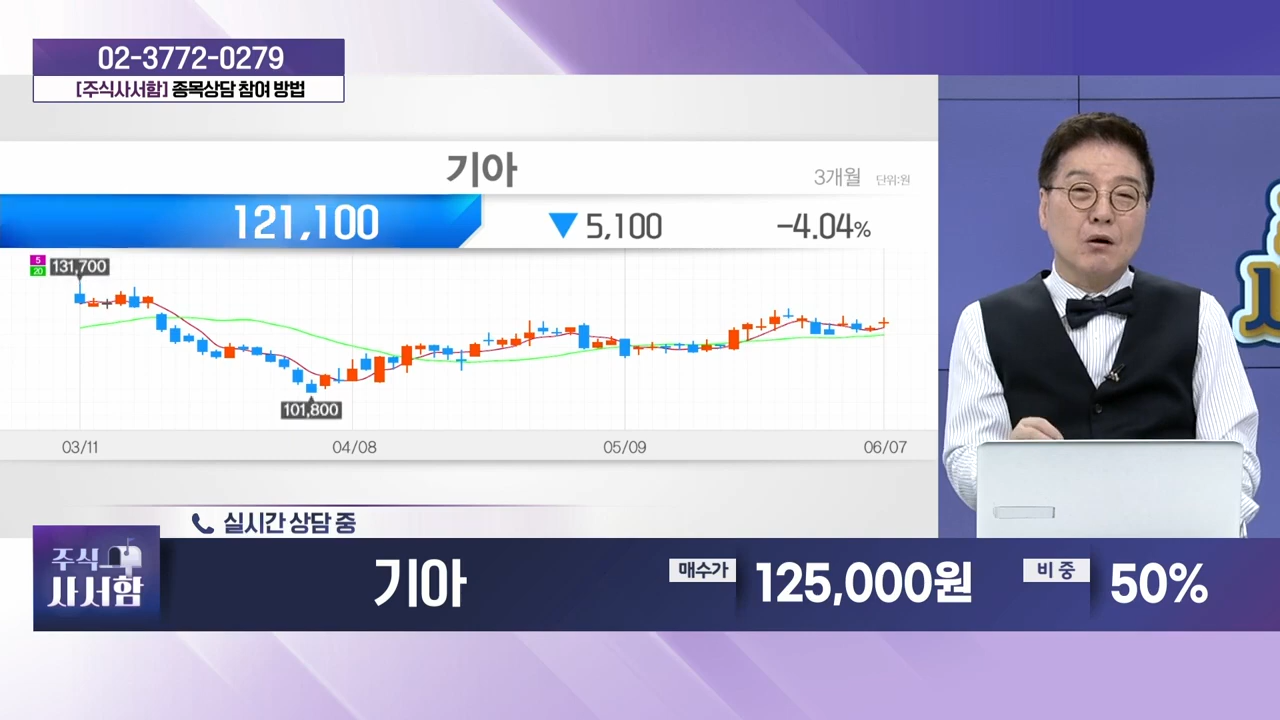 02-3772-0279
[주식사서함] 종목상담 참여 방법
기아
3개월 단위:원
121,100 ▼ 5,100 -4.04%
5
20
131,700
101,800
03/11 04/08 05/09 06/07
실시간 상담 중
주식
사서함
기아 매수가 125,000원 비중 50%